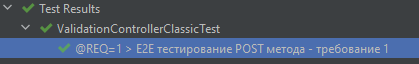 Test Results
ValidationControllerClassicTest
@REQ=1 > E2E тестирование POST метода - требование 1